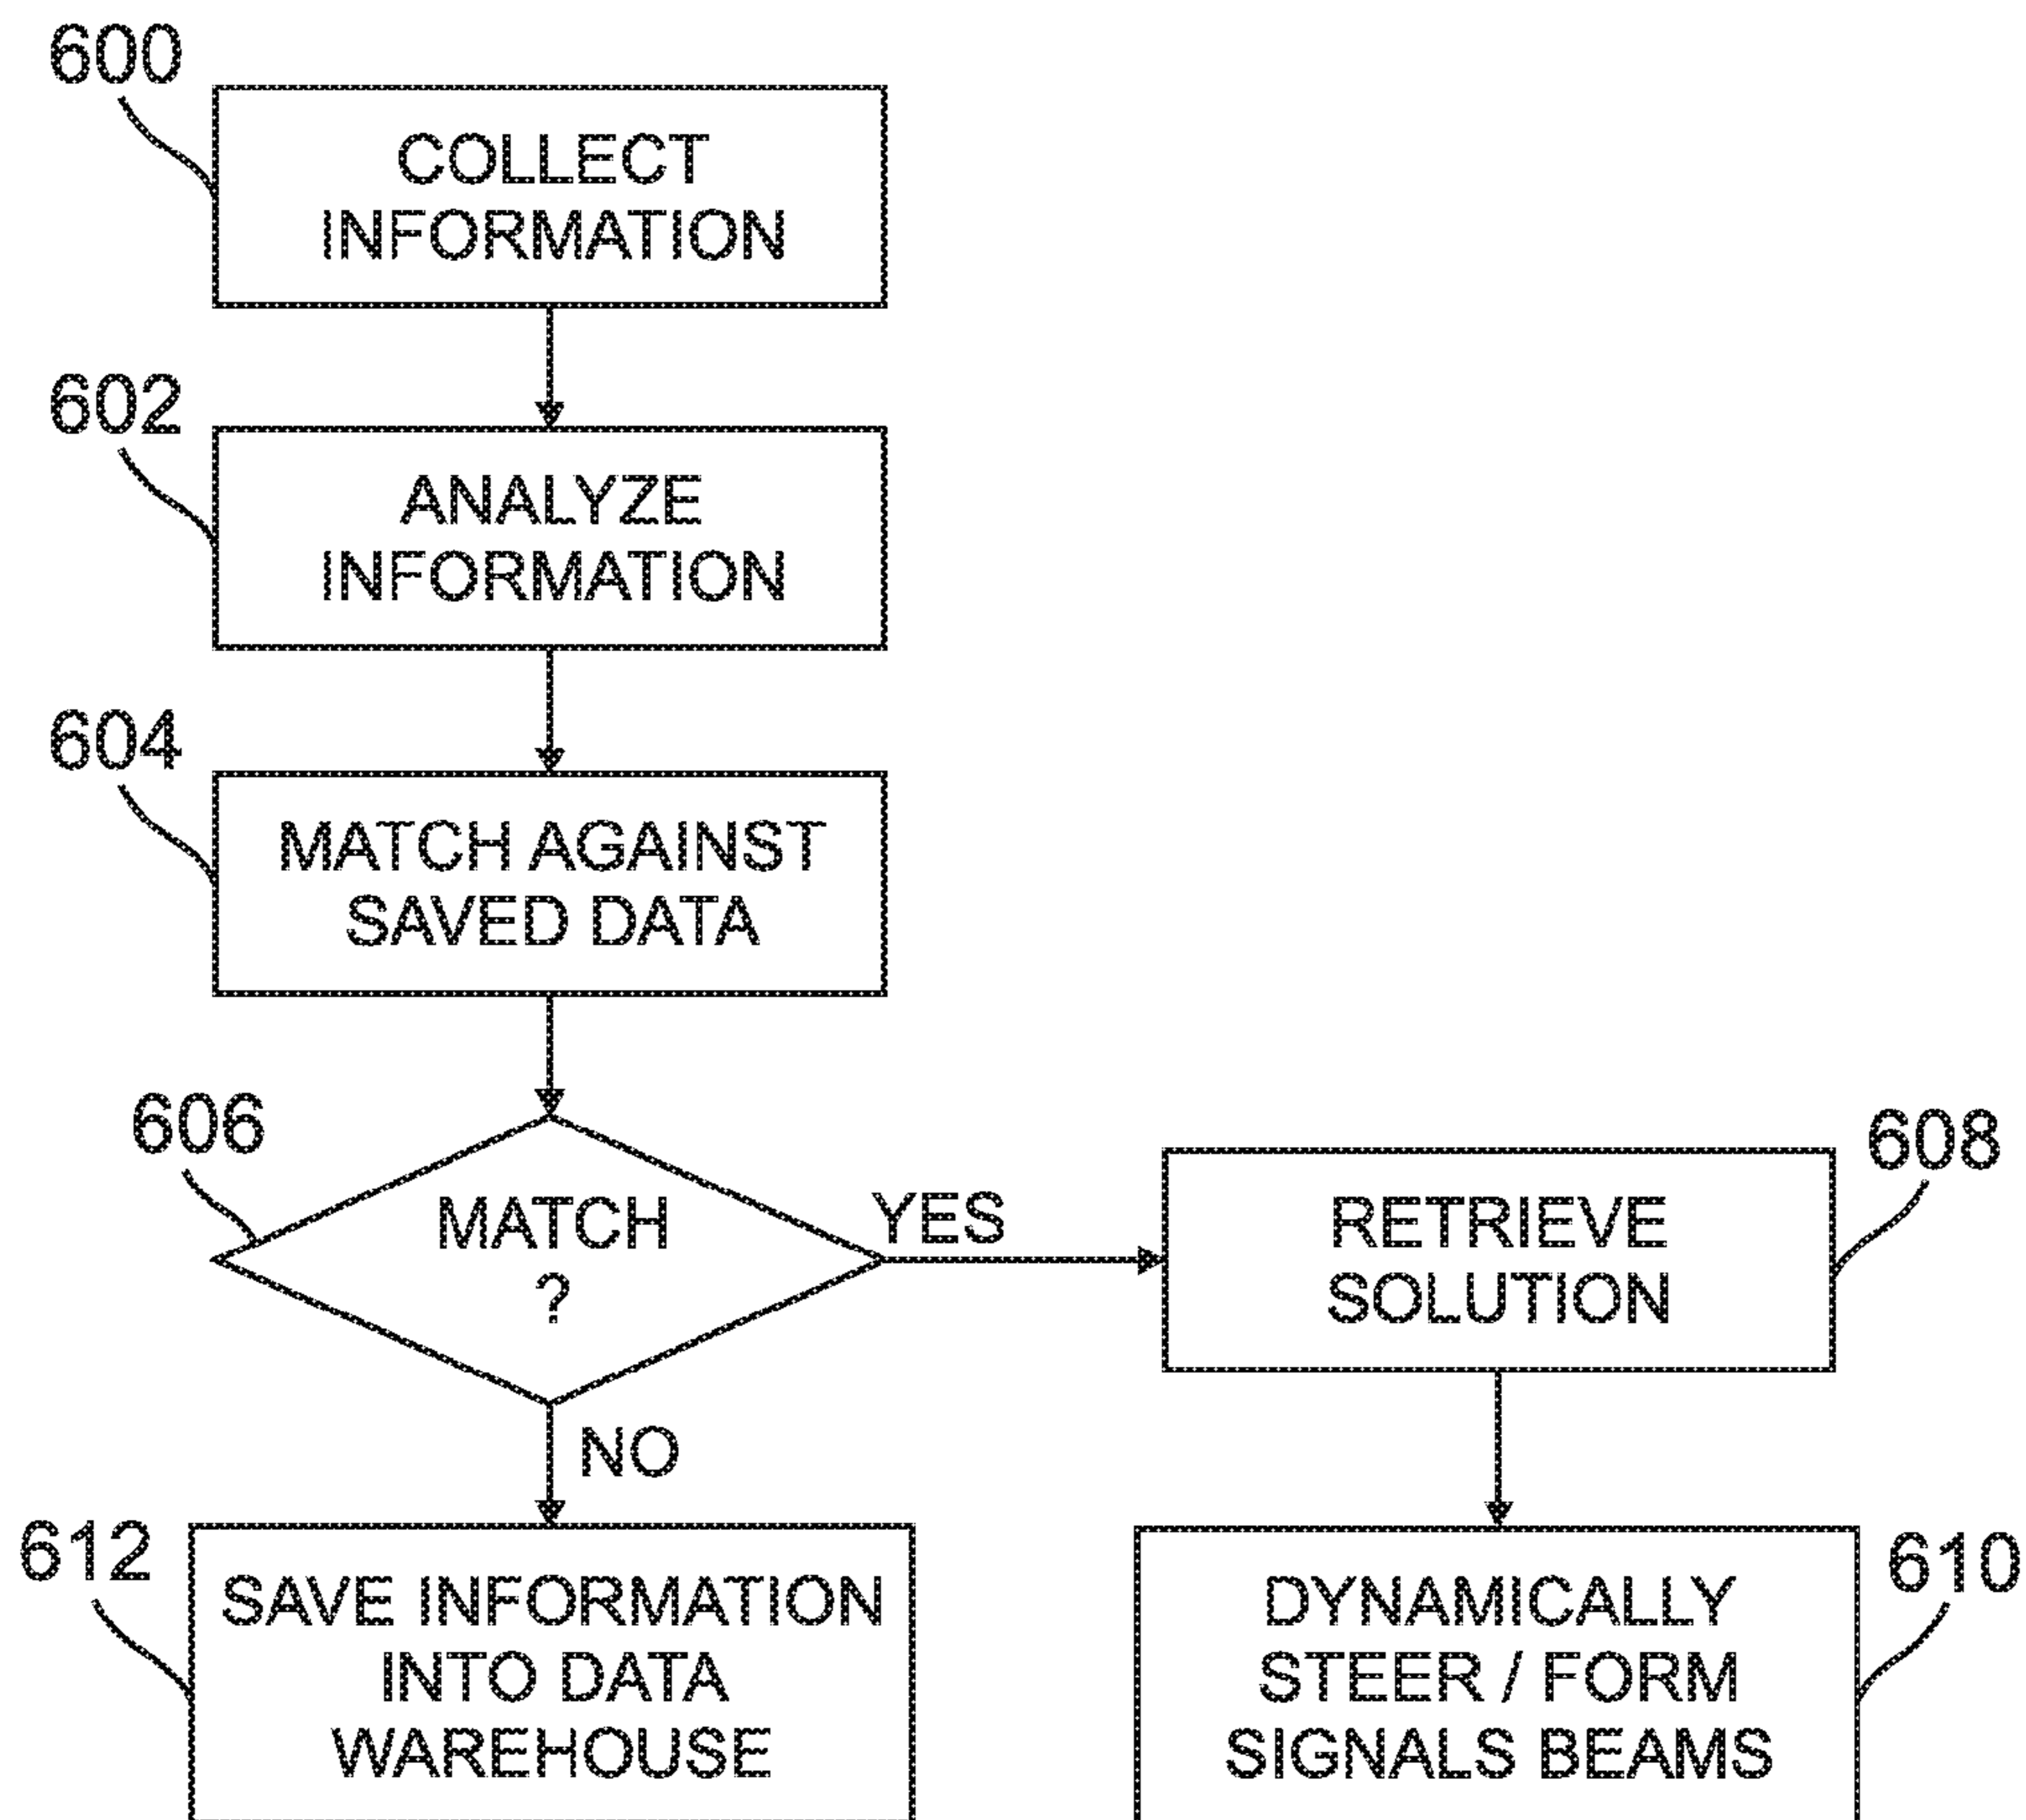 600
COLLECT
INFORMATION
602
ANALYZE
INFORMATION
604
MATCH AGAINST
SAVED DATA
606
MATCH
?
YES
608
RETRIEVE
SOLUTION
NO
612
SAVE INFORMATION
INTO DATA
WAREHOUSE
610
DYNAMICALLY
STEER / FORM
SIGNALS BEAMS